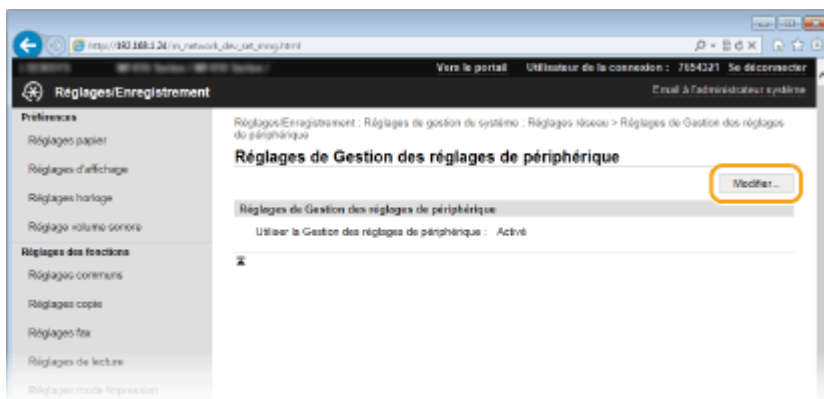 http://192.168.1.24/m_network_dev_set_mng.html
Vers le portail Utilisateur de la connexion : 7654321 Se déconnecter
Réglages/Enregistrement
Email à l'administrateur système
Préférences
Réglages papier
Réglages d'affichage
Réglages horloge
Réglage volume sonore
Réglages des fonctions
Réglages communs
Réglages copie
Réglages fax
Réglages de lecture
Réglages mode Impression
Réglages/Enregistrement : Réglages de gestion du système : Réglages réseau > Réglages de Gestion des réglages
de périphérique
Réglages de Gestion des réglages de périphérique
Modifier...
Réglages de Gestion des réglages de périphérique
Utiliser la Gestion des réglages de périphérique : Activé